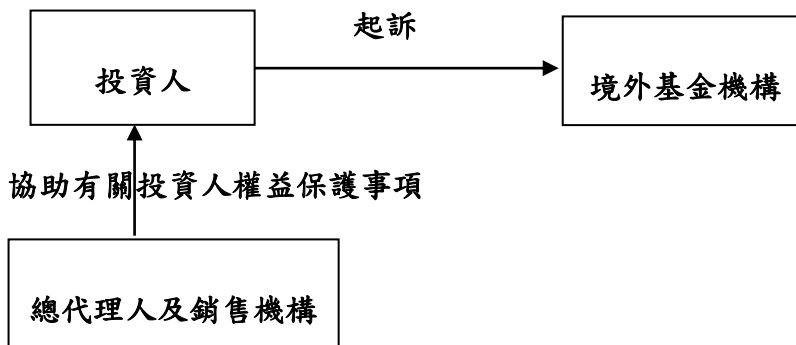 起訴
投資人
境外基金機構
協助有關投資人權益保護事項
總代理人及銷售機構